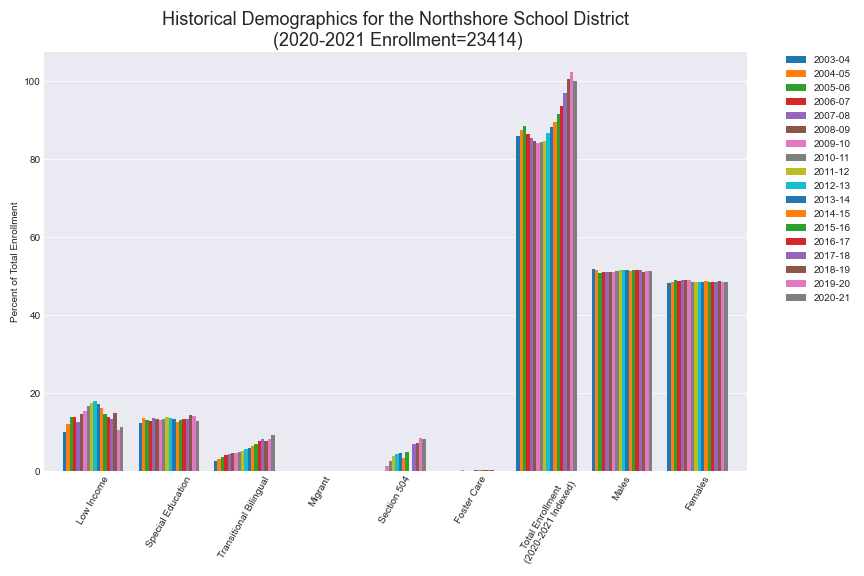 Historical Demographics for the Northshore School District
(2020-2021 Enrollment=23414)
Percent of Total Enrollment
100
80
60
40
20
0
Low Income
Special Education
Transitional Bilingual
Migrant
Section 504
Foster Care
Total Enrollment
(2020-2021 Indexed)
Males
Females
2003-04
2004-05
2005-06
2006-07
2007-08
2008-09
2009-10
2010-11
2011-12
2012-13
2013-14
2014-15
2015-16
2016-17
2017-18
2018-19
2019-20
2020-21